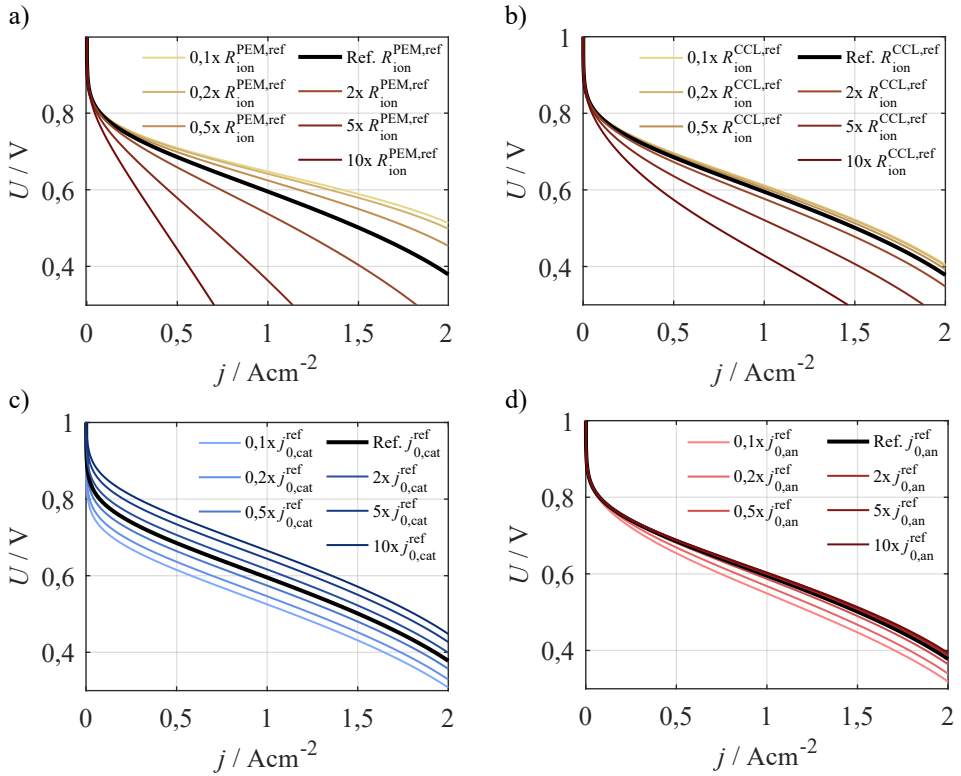 a)
U / V
1
0,8
0,6
0,4
0
0,5
1
1,5
2
j / Acm⁻²
0,1x R_ion^PEM,ref
0,2x R_ion^PEM,ref
0,5x R_ion^PEM,ref
Ref. R_ion^PEM,ref
2x R_ion^PEM,ref
5x R_ion^PEM,ref
10x R_ion^PEM,ref
b)
U / V
1
0,8
0,6
0,4
0
0,5
1
1,5
2
j / Acm⁻²
0,1x R_ion^CCL,ref
0,2x R_ion^CCL,ref
0,5x R_ion^CCL,ref
Ref. R_ion^CCL,ref
2x R_ion^CCL,ref
5x R_ion^CCL,ref
10x R_ion^CCL,ref
c)
U / V
1
0,8
0,6
0,4
0
0,5
1
1,5
2
j / Acm⁻²
0,1x j_0,cat^ref
0,2x j_0,cat^ref
0,5x j_0,cat^ref
Ref. j_0,cat^ref
2x j_0,cat^ref
5x j_0,cat^ref
10x j_0,cat^ref
d)
U / V
1
0,8
0,6
0,4
0
0,5
1
1,5
2
j / Acm⁻²
0,1x j_0,an^ref
0,2x j_0,an^ref
0,5x j_0,an^ref
Ref. j_0,an^ref
2x j_0,an^ref
5x j_0,an^ref
10x j_0,an^ref